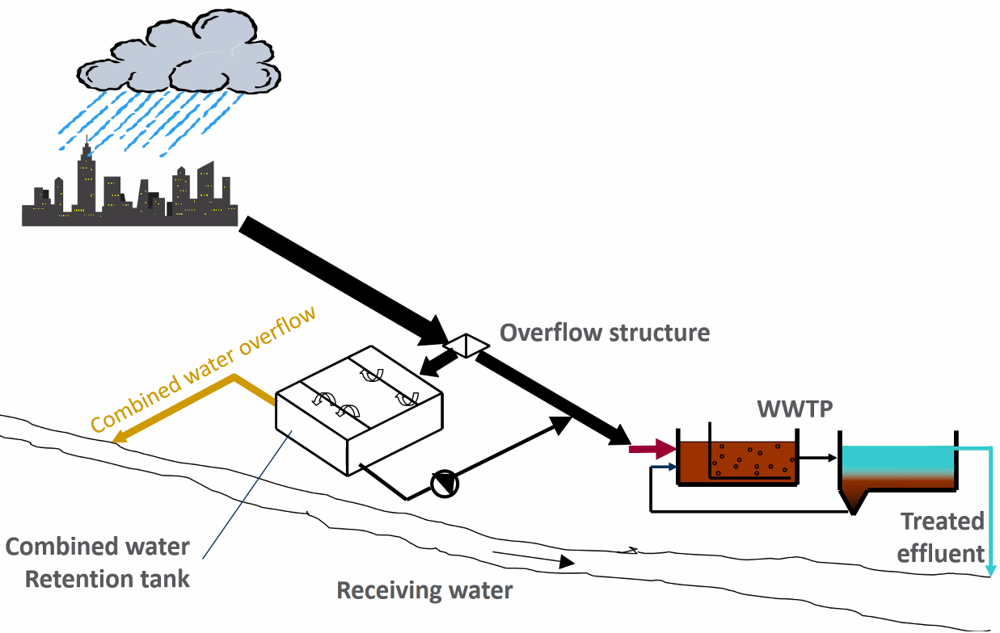 Combined water overflow
Overflow structure
WWTP
Combined water
Retention tank
Receiving water
Treated
effluent